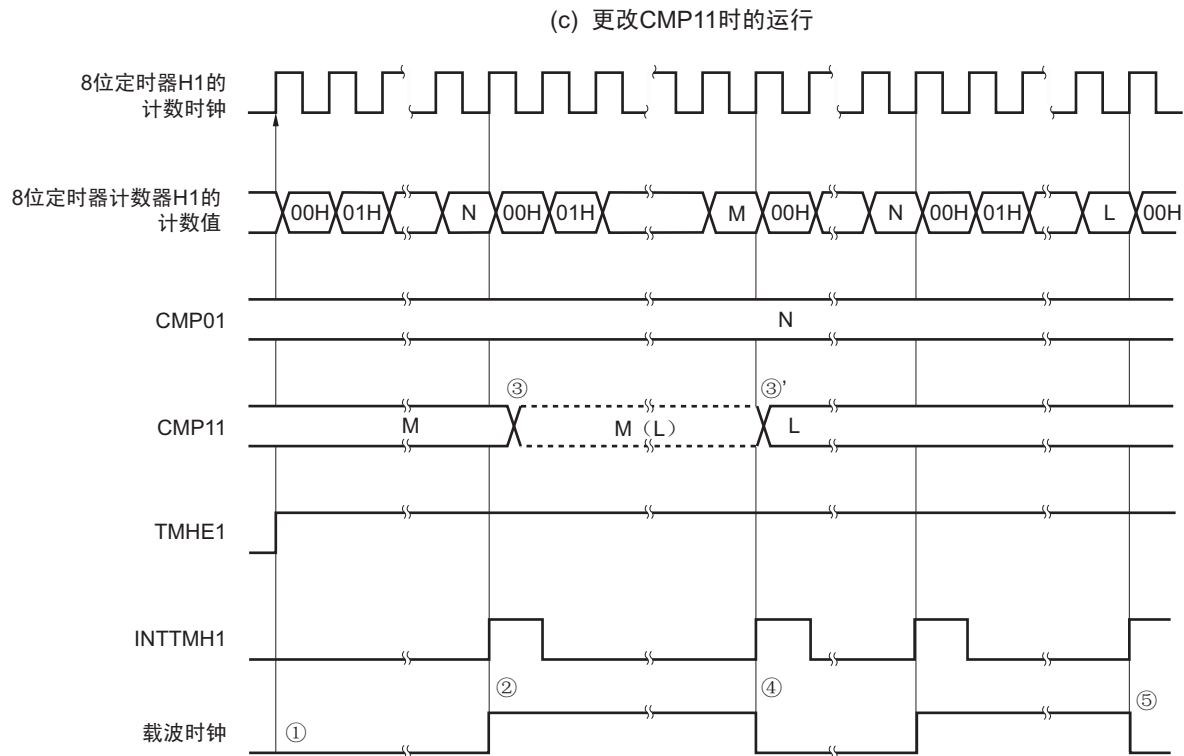 (c) 更改CMP11时的运行
8位定时器H1的
计数时钟
8位定时器计数器H1的
计数值
00H 01H N 00H 01H M 00H N 00H 01H L 00H
CMP01
N
③ ③’
CMP11
M M（L） L
TMHE1
INTTMH1
② ④ ⑤
载波时钟
①